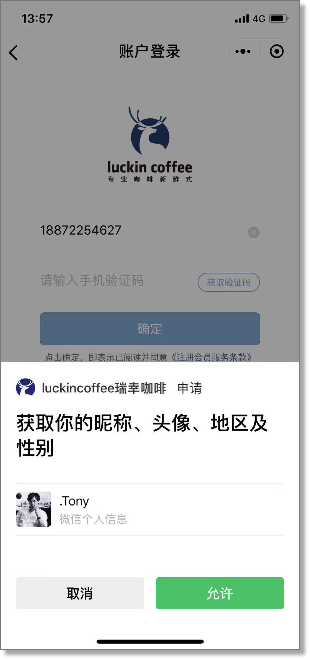 13:57
4G
账户登录
luckin coffee
专业咖啡新鲜式
18872254627
请输入手机验证码
获取验证码
确定
点击确定，即表示已阅读并同意《注册会员服务条款》
luckincoffee瑞幸咖啡 申请
获取你的昵称、头像、地区及
性别
.Tony
微信个人信息
取消
允许